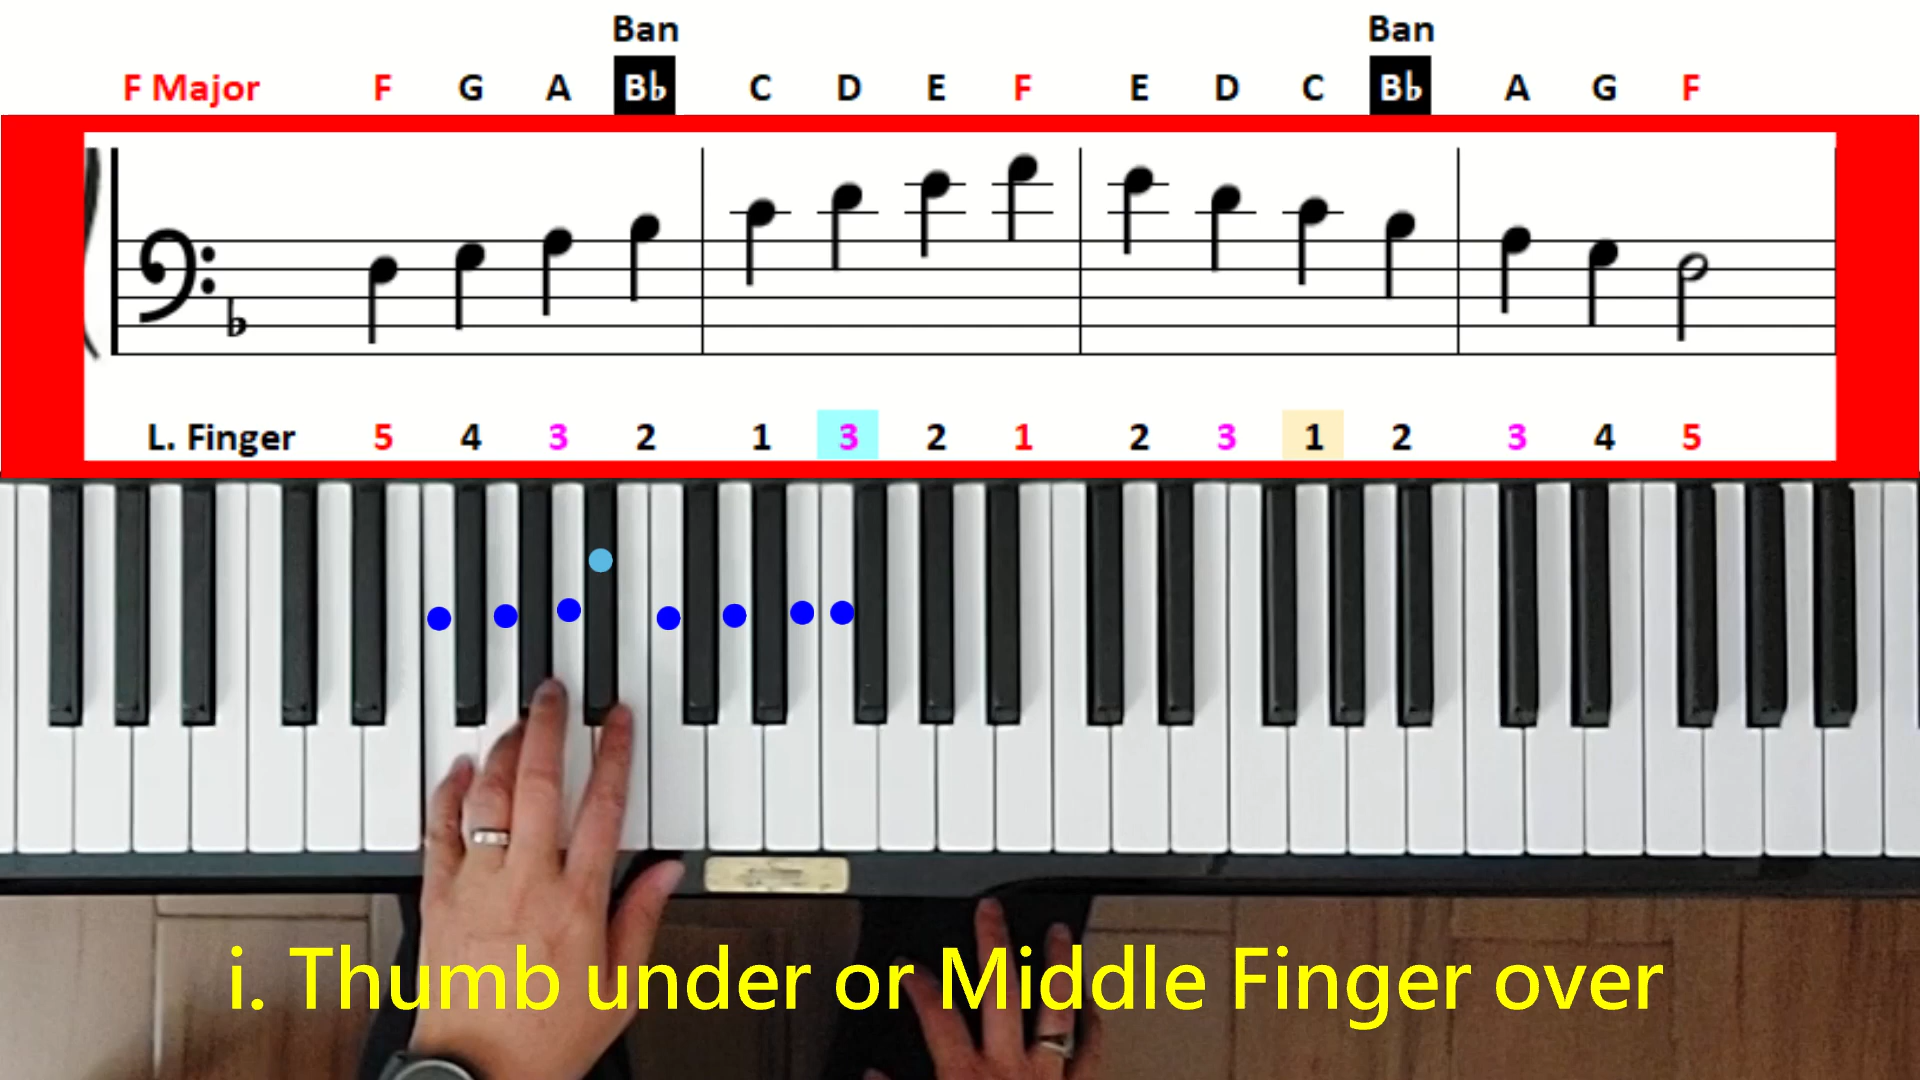 Ban Ban
F Major F G A B♭ C D E F E D C B♭ A G F
L. Finger 5 4 3 2 1 3 2 1 2 3 1 2 3 4 5
i. Thumb under or Middle Finger over